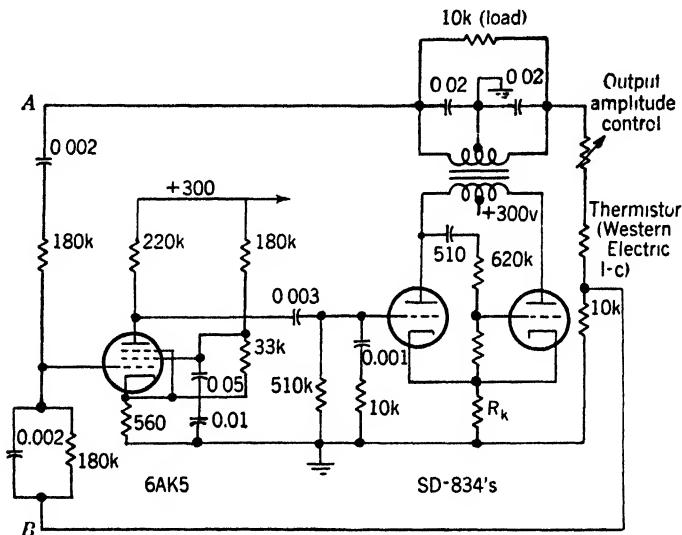 10k (load)
0 02
0 02
A
Output
amplitude
control
0 002
+300
+300v
Thermistor
(Western
Electric
1-c)
180k
220k
180k
510
620k
0 003
10k
33k
0 05
0.001
510k
560
0.01
10k
Rk
0.002
180k
6AK5
SD-834's
B